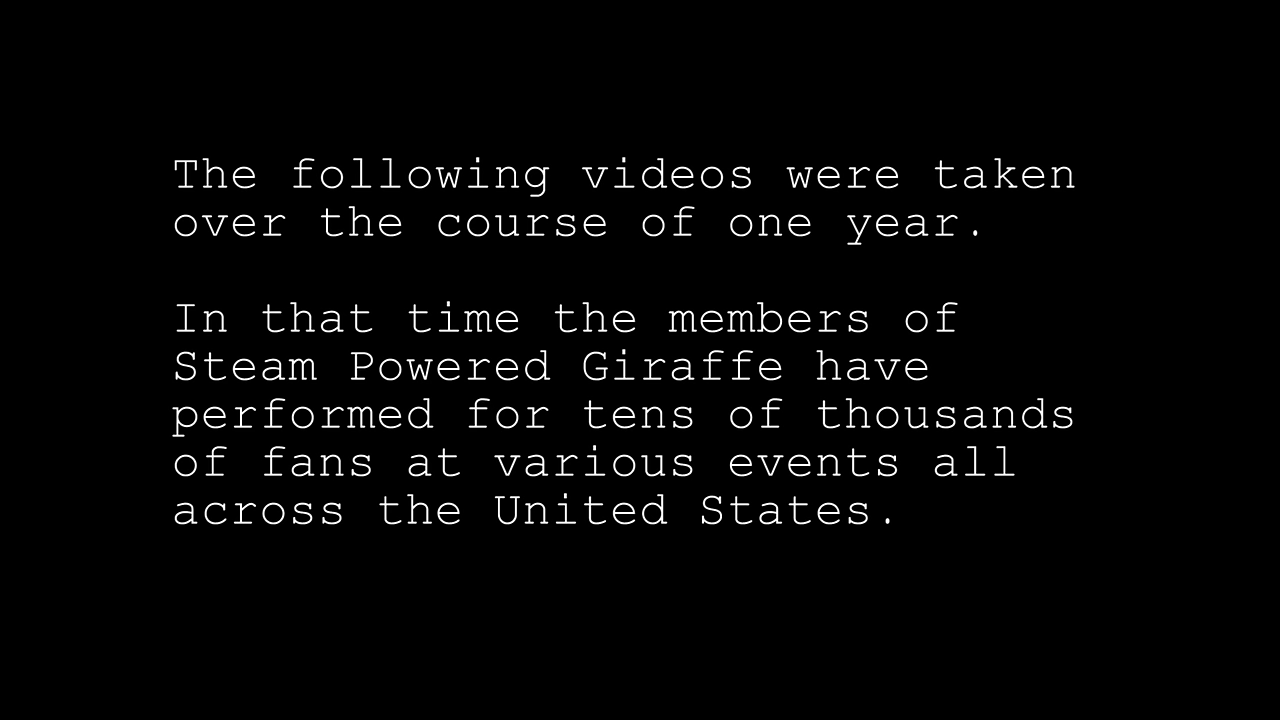 The following videos were taken
over the course of one year.
In that time the members of
Steam Powered Giraffe have
performed for tens of thousands
of fans at various events all
across the United States.